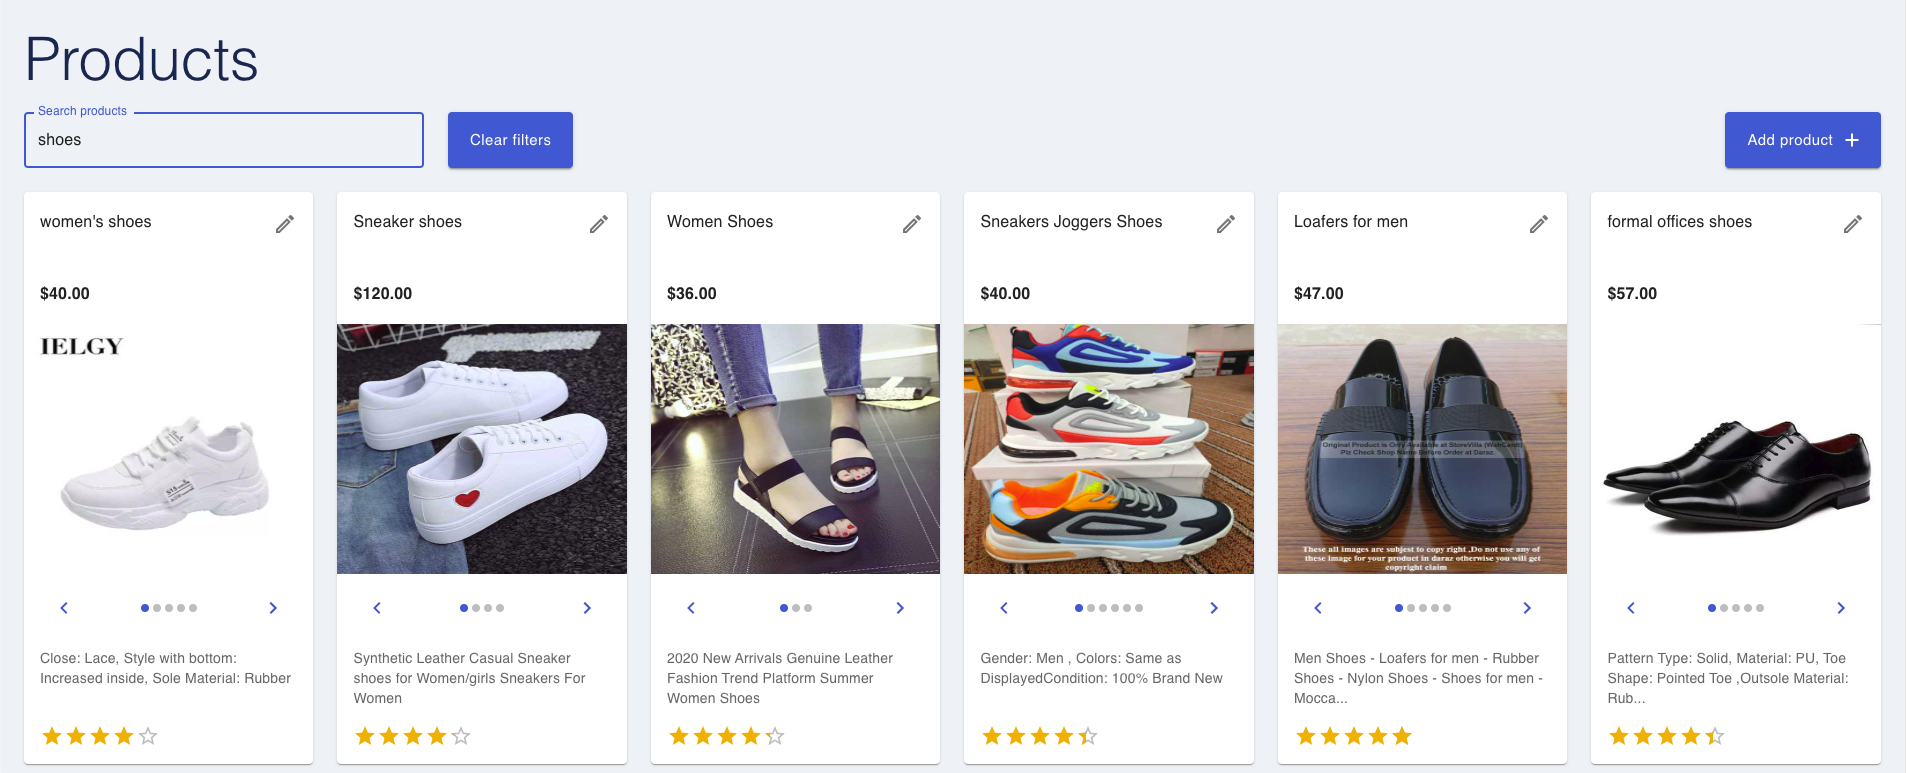 Products
Search products
shoes
Clear filters
Add product
women's shoes
$40.00
IELGY
Close: Lace, Style with bottom:
Increased inside, Sole Material: Rubber
Sneaker shoes
$120.00
Synthetic Leather Casual Sneaker
shoes for Women/girls Sneakers For
Women
Women Shoes
$36.00
2020 New Arrivals Genuine Leather
Fashion Trend Platform Summer
Women Shoes
Sneakers Joggers Shoes
$40.00
Gender: Men , Colors: Same as
DisplayedCondition: 100% Brand New
Loafers for men
$47.00
Original Product is Only Available at StoreVilla (WahCantt)
Plz Check Shop Name Before Order at Daraz.
These all images are subject to copy right ,Do not use any of
these image for your product in daraz otherwise you will get
copyright claim
Men Shoes - Loafers for men - Rubber
Shoes - Nylon Shoes - Shoes for men -
Mocca...
formal offices shoes
$57.00
Pattern Type: Solid, Material: PU, Toe
Shape: Pointed Toe ,Outsole Material:
Rub...